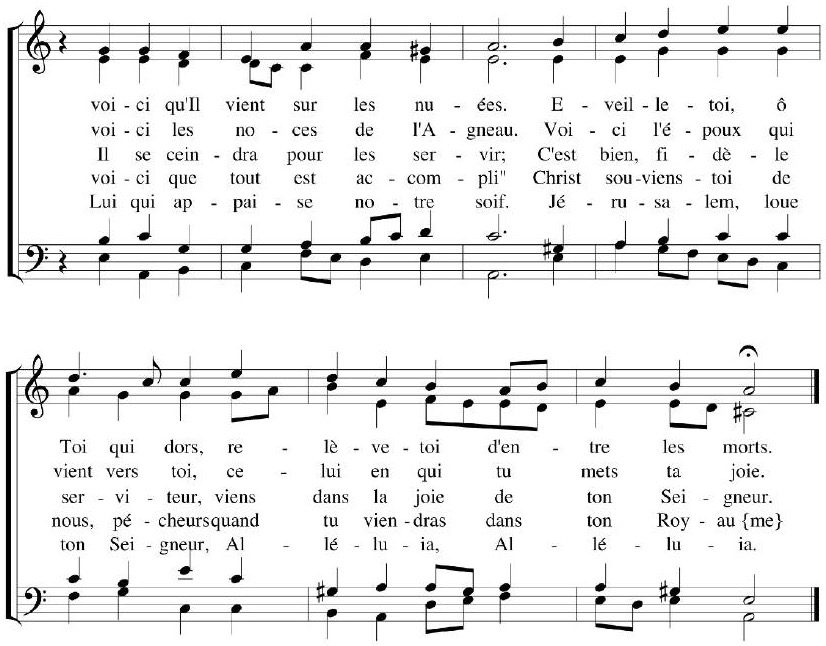 voi - ci qu'Il vient sur les nu - ées. E - veil - le - toi, ô
voi - ci les no - ces de l'A - gneau. Voi - ci l'é - poux qui
Il se cein - dra pour les ser - vir; C'est bien, fi - dè - le
voi - ci que tout est ac - com - pli" Christ sou - viens - toi de
Lui qui ap - pai - se no - tre soif. Jé - ru - sa - lem, loue
Toi qui dors, re - lè - ve - toi d'en - tre les morts.
vient vers toi, ce - lui en qui tu mets ta joie.
ser - vi - teur, viens dans la joie de ton Sei - gneur.
nous, pé - cheursquand tu vien - dras dans ton Roy - au {me}
ton Sei - gneur, Al - lé - lu - ia, Al - lé - lu - ia.